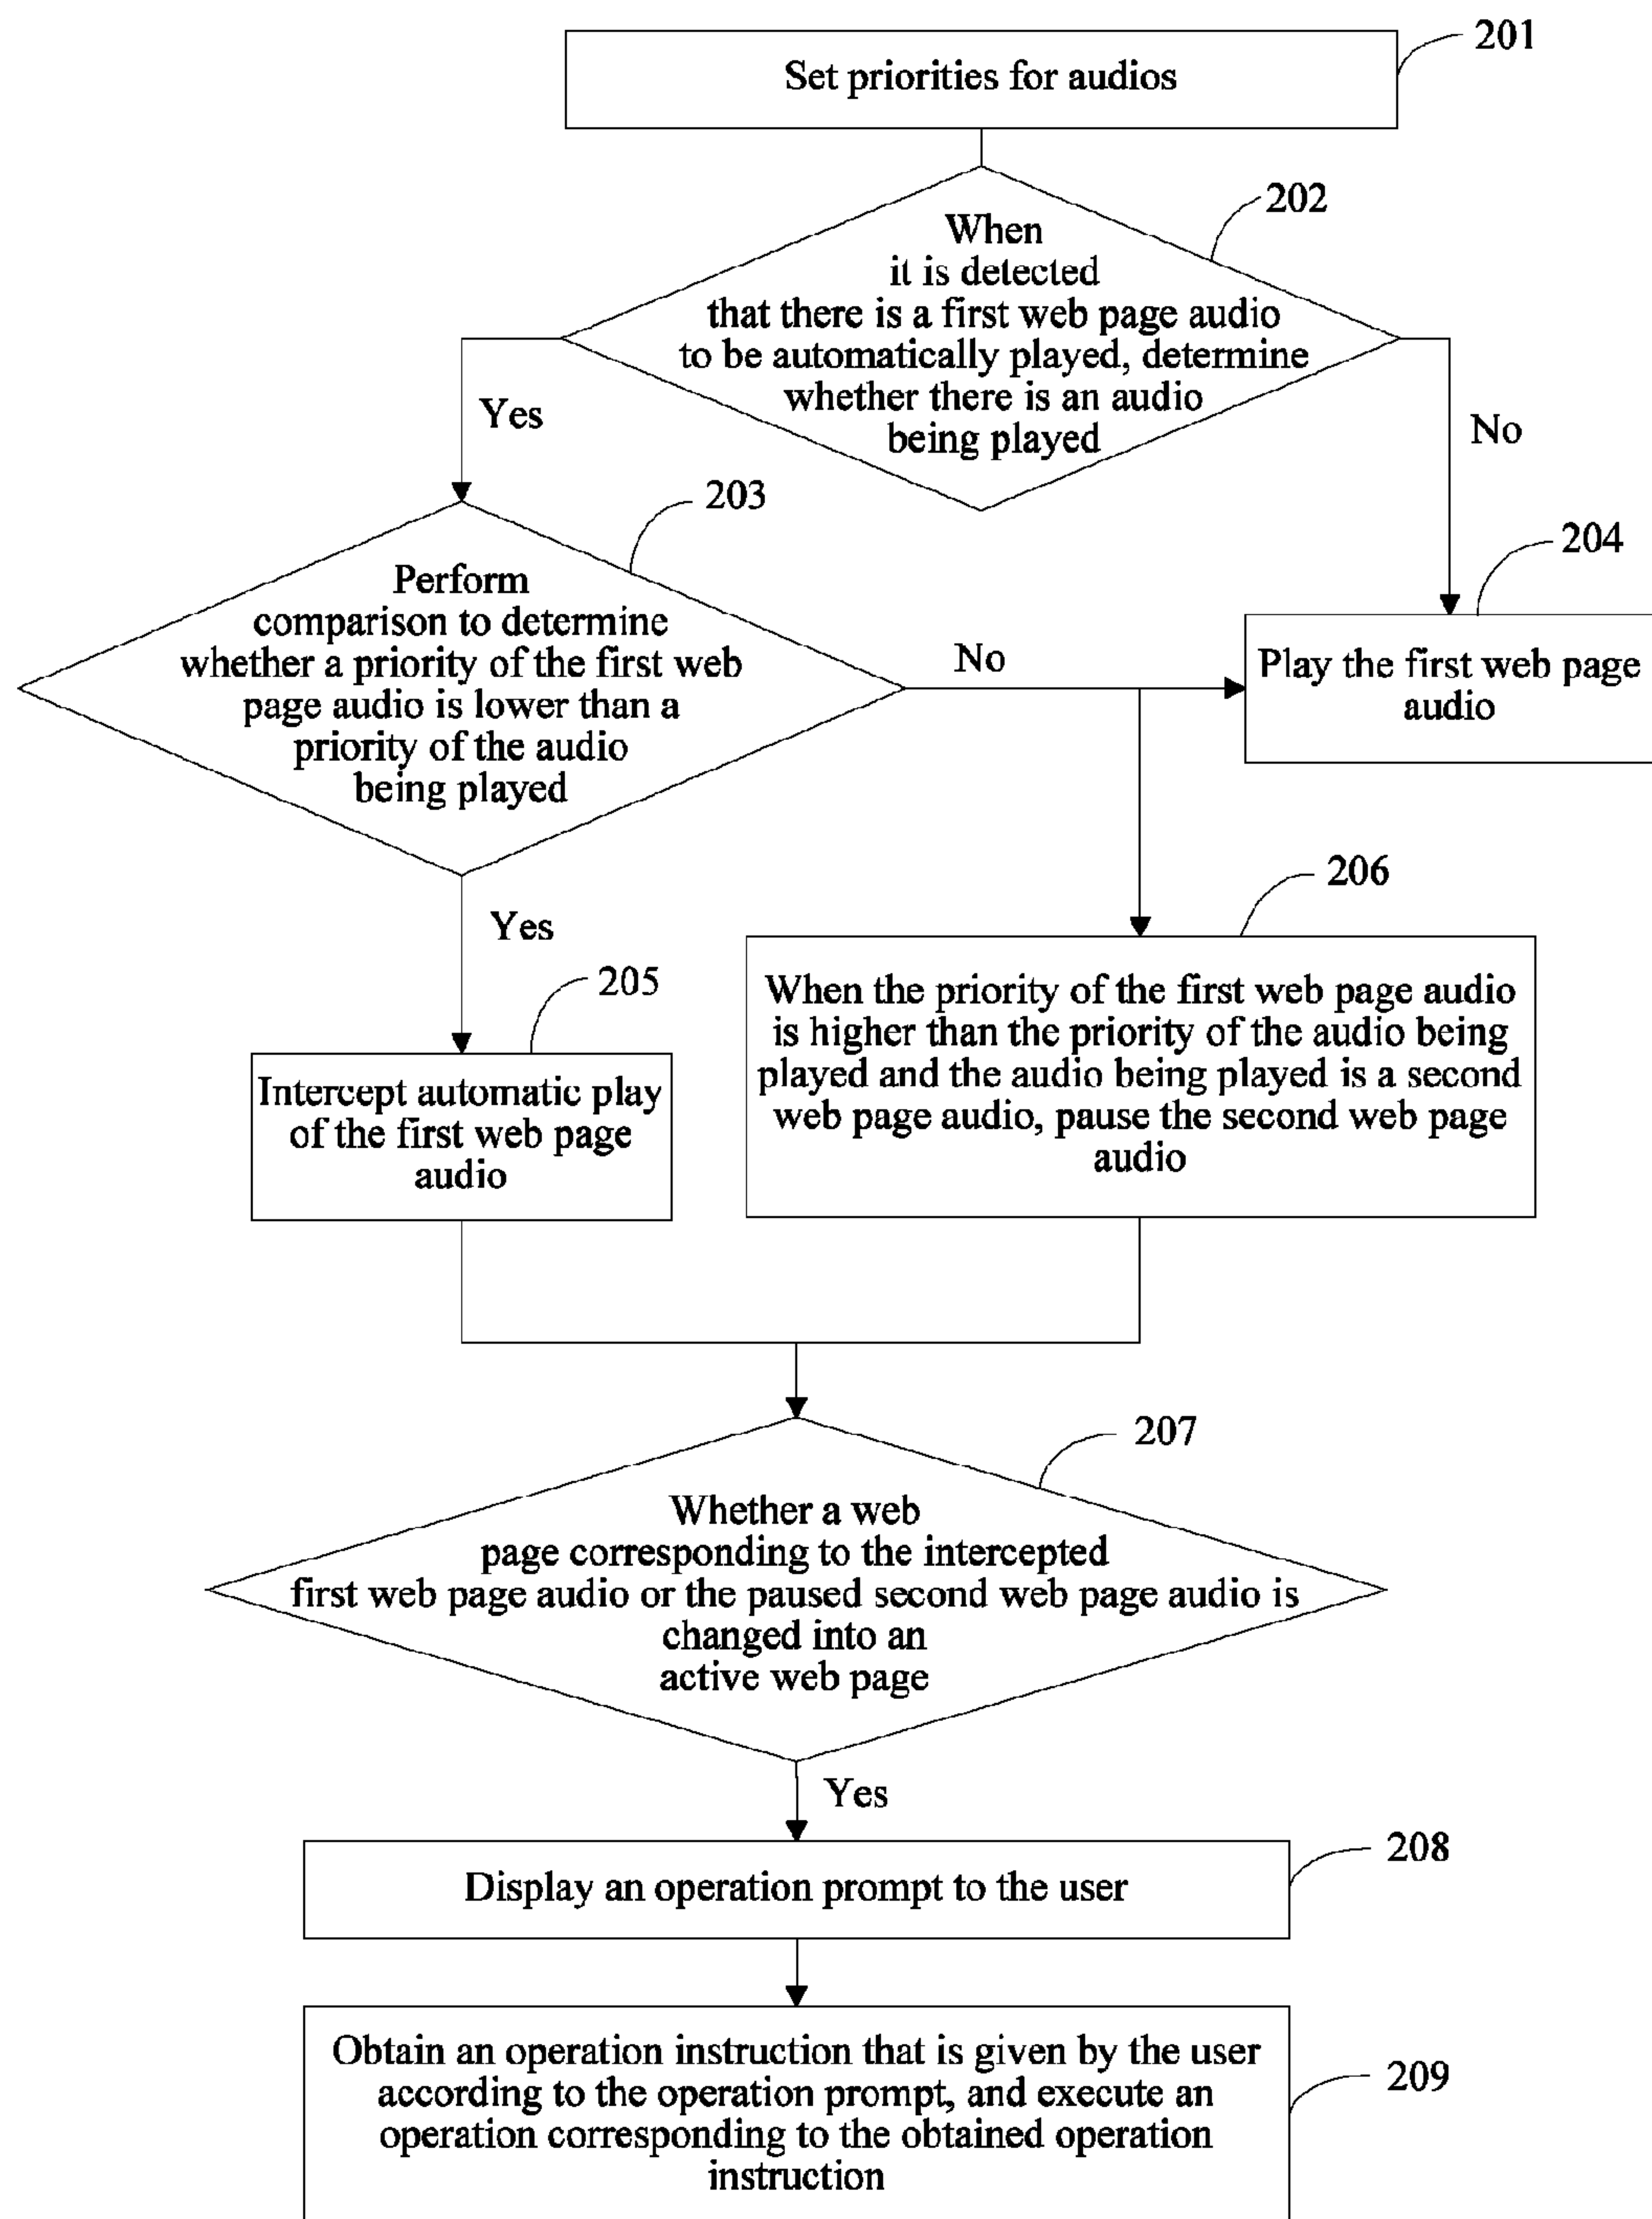 201
Set priorities for audios
202
When
it is detected
that there is a first web page audio
to be automatically played, determine
whether there is an audio
being played
Yes
No
203
Perform
comparison to determine
whether a priority of the first web
page audio is lower than a
priority of the audio
being played
No
204
Play the first web page
audio
Yes
205
Intercept automatic play
of the first web page
audio
206
When the priority of the first web page audio
is higher than the priority of the audio being
played and the audio being played is a second
web page audio, pause the second web page
audio
207
Whether a web
page corresponding to the intercepted
first web page audio or the paused second web page audio is
changed into an
active web page
Yes
208
Display an operation prompt to the user
209
Obtain an operation instruction that is given by the user
according to the operation prompt, and execute an
operation corresponding to the obtained operation
instruction